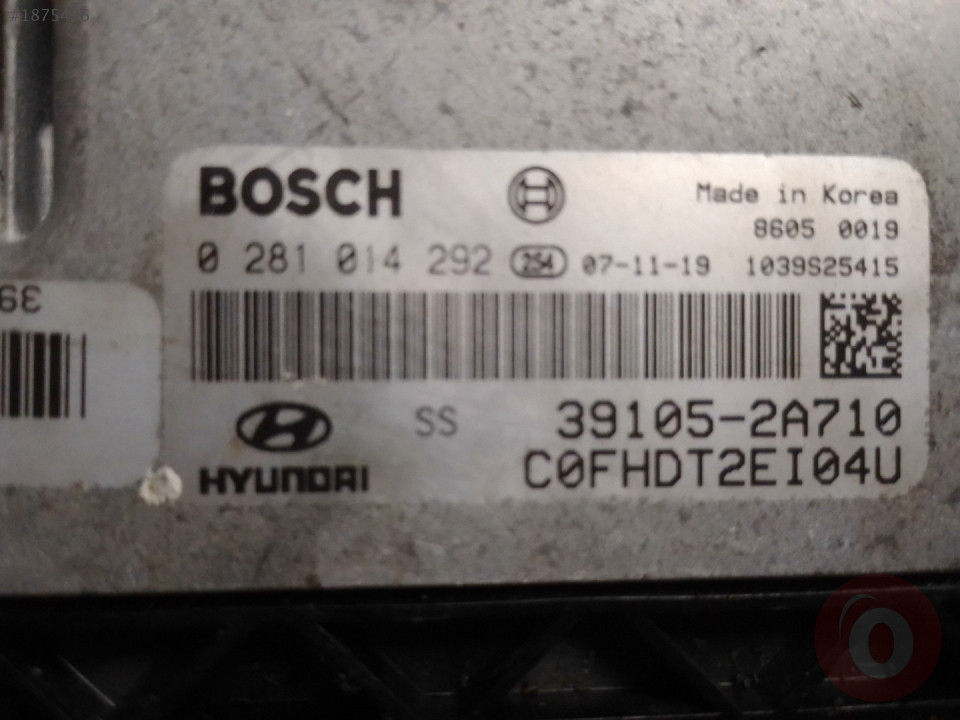 BOSCH
Made in Korea
8605 0019
0 281 014 292 254 07-11-19 1039S25415
39
SS 39105-2A710
HYUNDAI C0FHDT2EI04U
O